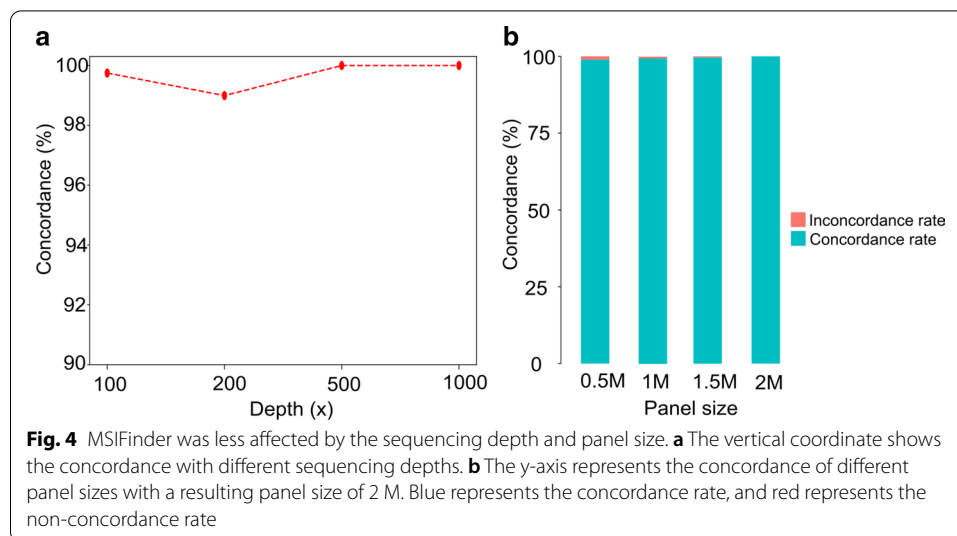 a
100
98
96
94
92
90
Concordance (%)
100
200
500
1000
Depth (x)
b
100
75
50
25
0
Concordance (%)
0.5M
1M
1.5M
2M
Panel size
Inconcordance rate
Concordance rate
Fig. 4 MSIFinder was less affected by the sequencing depth and panel size. a The vertical coordinate shows
the concordance with different sequencing depths. b The y-axis represents the concordance of different
panel sizes with a resulting panel size of 2 M. Blue represents the concordance rate, and red represents the
non-concordance rate